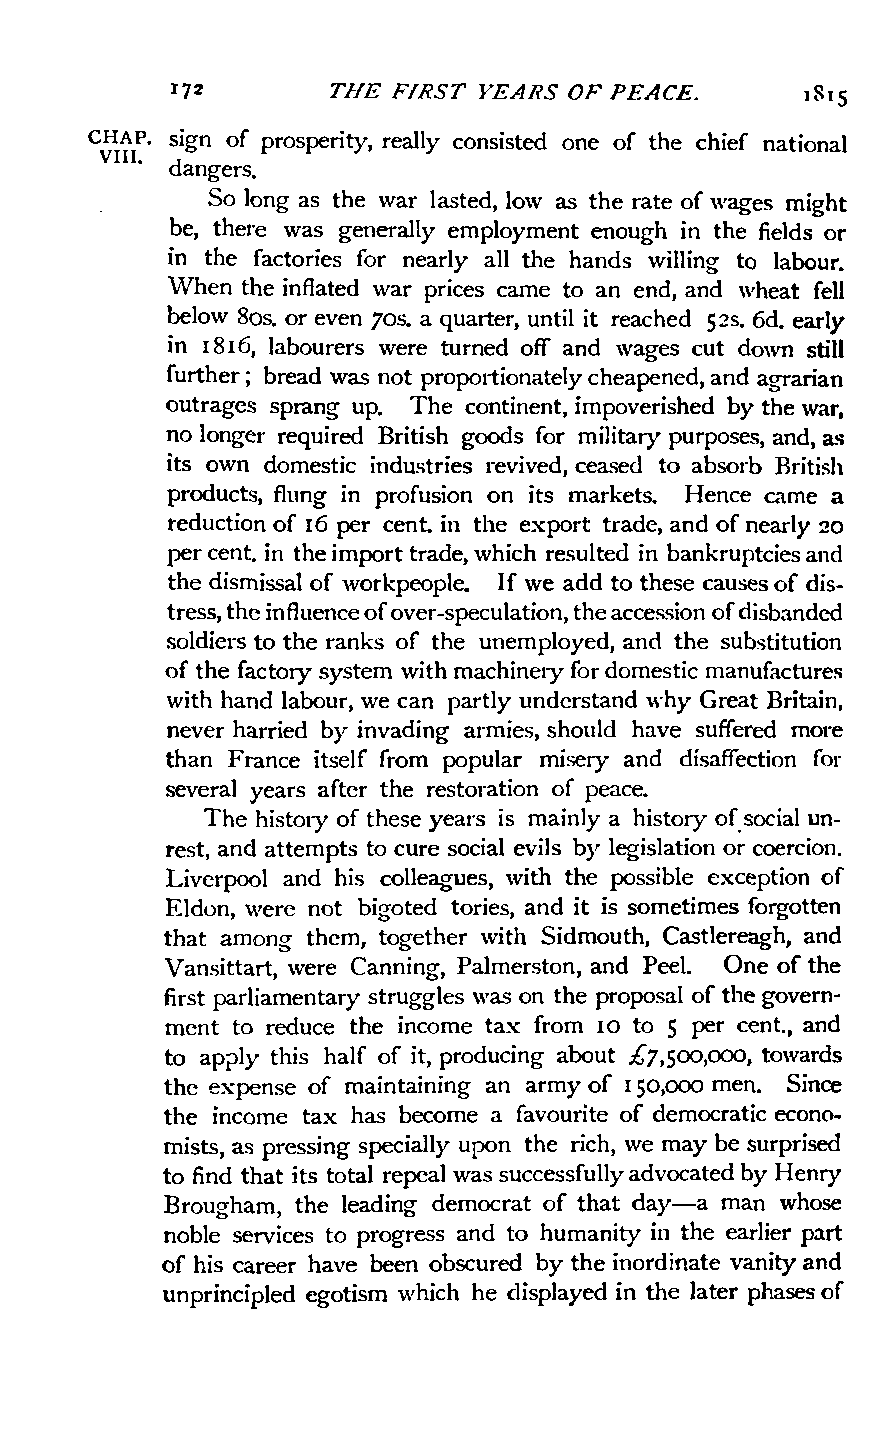 172 THE FIRST YEARS OF PEACE. 1815
CHAP. VIII.
sign of prosperity, really consisted one of the chief national
dangers.
So long as the war lasted, low as the rate of wages might
be, there was generally employment enough in the fields or
in the factories for nearly all the hands willing to labour.
When the inflated war prices came to an end, and wheat fell
below 80s. or even 70s. a quarter, until it reached 52s. 6d. early
in 1816, labourers were turned off and wages cut down still
further; bread was not proportionately cheapened, and agrarian
outrages sprang up. The continent, impoverished by the war,
no longer required British goods for military purposes, and, as
its own domestic industries revived, ceased to absorb British
products, flung in profusion on its markets. Hence came a
reduction of 16 per cent. in the export trade, and of nearly 20
per cent. in the import trade, which resulted in bankruptcies and
the dismissal of workpeople. If we add to these causes of dis-
tress, the influence of over-speculation, the accession of disbanded
soldiers to the ranks of the unemployed, and the substitution
of the factory system with machinery for domestic manufactures
with hand labour, we can partly understand why Great Britain,
never harried by invading armies, should have suffered more
than France itself from popular misery and disaffection for
several years after the restoration of peace.
The history of these years is mainly a history of social un-
rest, and attempts to cure social evils by legislation or coercion.
Liverpool and his colleagues, with the possible exception of
Eldon, were not bigoted tories, and it is sometimes forgotten
that among them, together with Sidmouth, Castlereagh, and
Vansittart, were Canning, Palmerston, and Peel. One of the
first parliamentary struggles was on the proposal of the govern-
ment to reduce the income tax from 10 to 5 per cent., and
to apply this half of it, producing about £7,500,000, towards
the expense of maintaining an army of 150,000 men. Since
the income tax has become a favourite of democratic econo-
mists, as pressing specially upon the rich, we may be surprised
to find that its total repeal was successfully advocated by Henry
Brougham, the leading democrat of that day—a man whose
noble services to progress and to humanity in the earlier part
of his career have been obscured by the inordinate vanity and
unprincipled egotism which he displayed in the later phases of